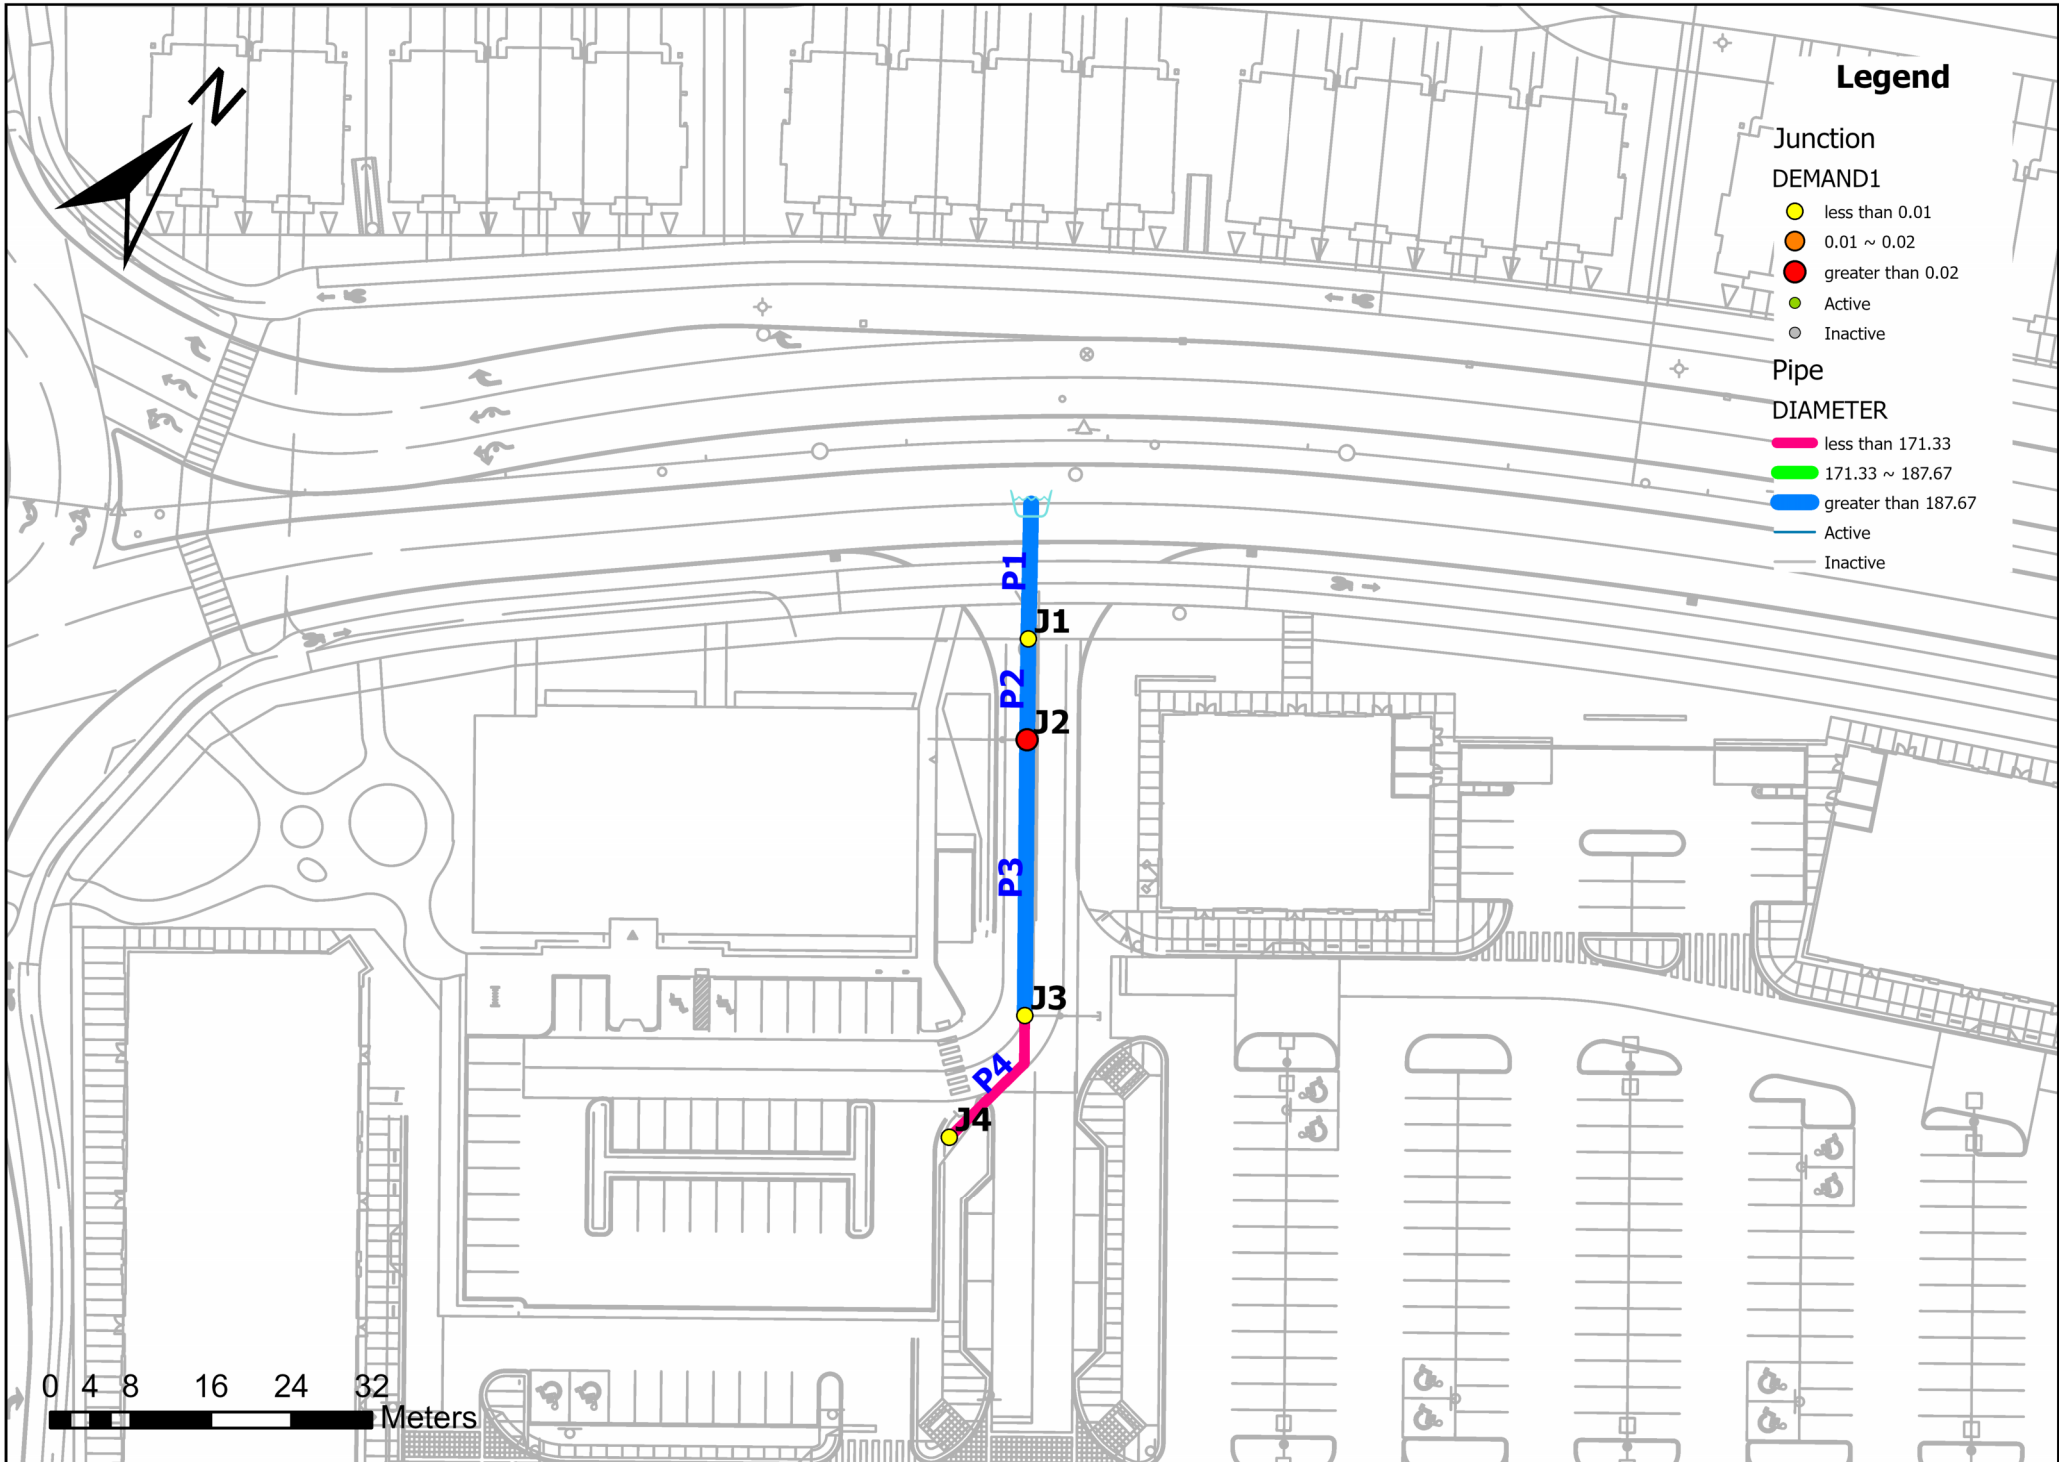 N
Legend
Junction
DEMAND1
less than 0.01
0.01 ~ 0.02
greater than 0.02
Active
Inactive
Pipe
DIAMETER
less than 171.33
171.33 ~ 187.67
greater than 187.67
Active
Inactive
P1
J1
P2
J2
P3
J3
P4
J4
0 4 8 16 24 32
Meters